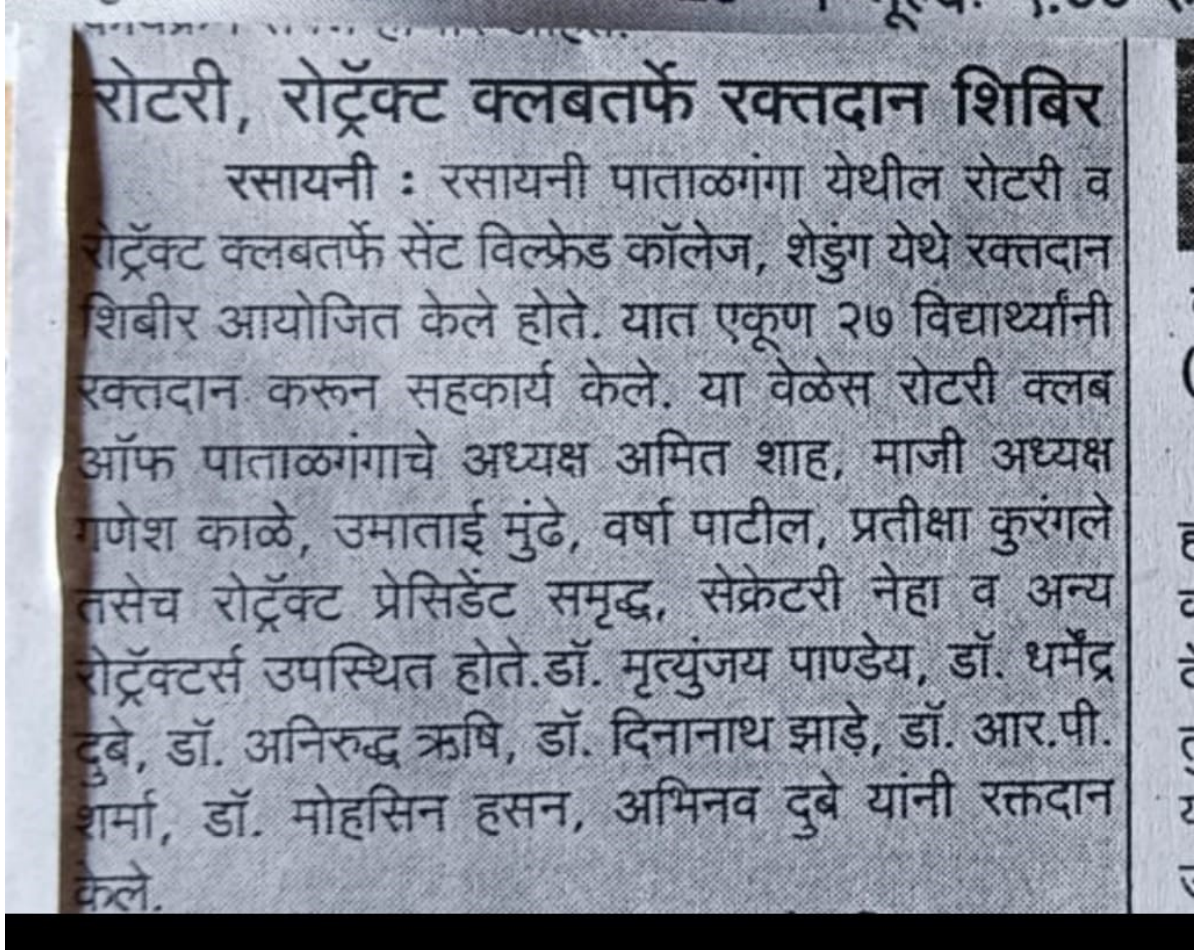 रोटरी, रोट्रॅक्ट क्लबतर्फे रक्तदान शिबिर
रसायनी : रसायनी पाताळगंगा येथील रोटरी व
रोट्रॅक्ट क्लबतर्फे सेंट विल्फ्रेड कॉलेज, शेडुंग येथे रक्तदान
शिबीर आयोजित केले होते. यात एकूण २७ विद्यार्थ्यांनी
रक्तदान करून सहकार्य केले. या वेळेस रोटरी क्लब
ऑफ पाताळगंगाचे अध्यक्ष अमित शाह, माजी अध्यक्ष
गणेश काळे, उमाताई मुंढे, वर्षा पाटील, प्रतीक्षा कुरंगले
तसेच रोट्रॅक्ट प्रेसिडेंट समृद्ध, सेक्रेटरी नेहा व अन्य
रोट्रॅक्टर्स उपस्थित होते.डॉ. मृत्युंजय पाण्डेय, डॉ. धर्मेंद्र
दुबे, डॉ. अनिरुद्ध ऋषि, डॉ. दिनानाथ झाड़े, डॉ. आर.पी.
शर्मा, डॉ. मोहसिन हसन, अभिनव दुबे यांनी रक्तदान
केले.